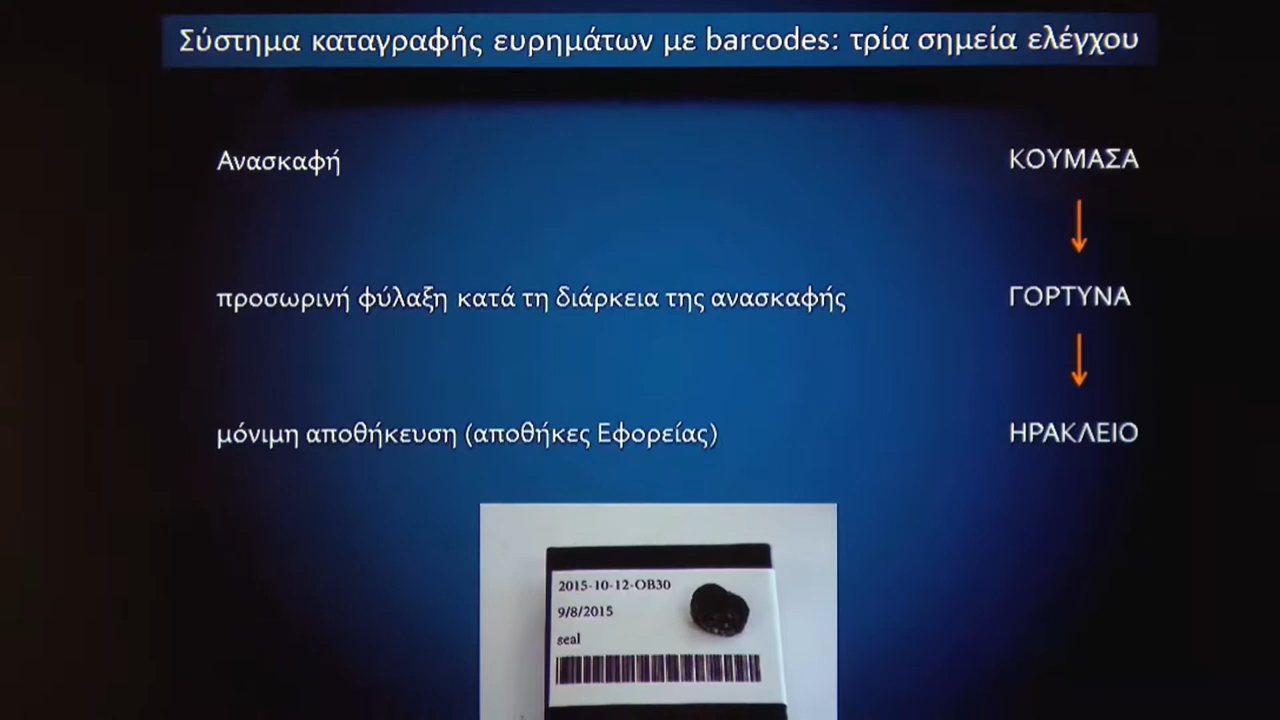 Σύστημα καταγραφής ευρημάτων με barcodes: τρία σημεία ελέγχου
Ανασκαφή ΚΟΥΜΑΣΑ
προσωρινή φύλαξη κατά τη διάρκεια της ανασκαφής ΓΟΡΤΥΝΑ
μόνιμη αποθήκευση (αποθήκες Εφορείας) ΗΡΑΚΛΕΙΟ
2015-10-12-OB30
9/8/2015
seal